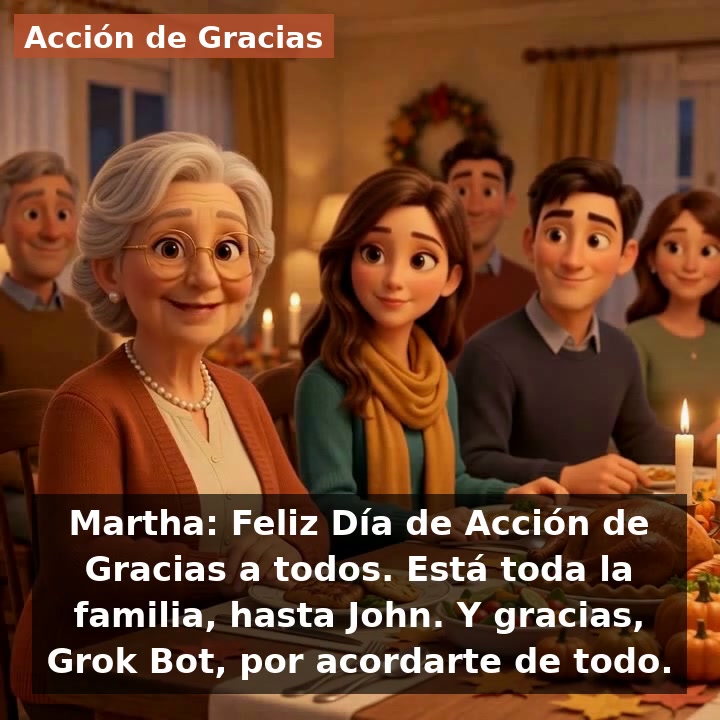 Acción de Gracias
Martha: Feliz Día de Acción de
Gracias a todos. Está toda la
familia, hasta John. Y gracias,
Grok Bot, por acordarte de todo.